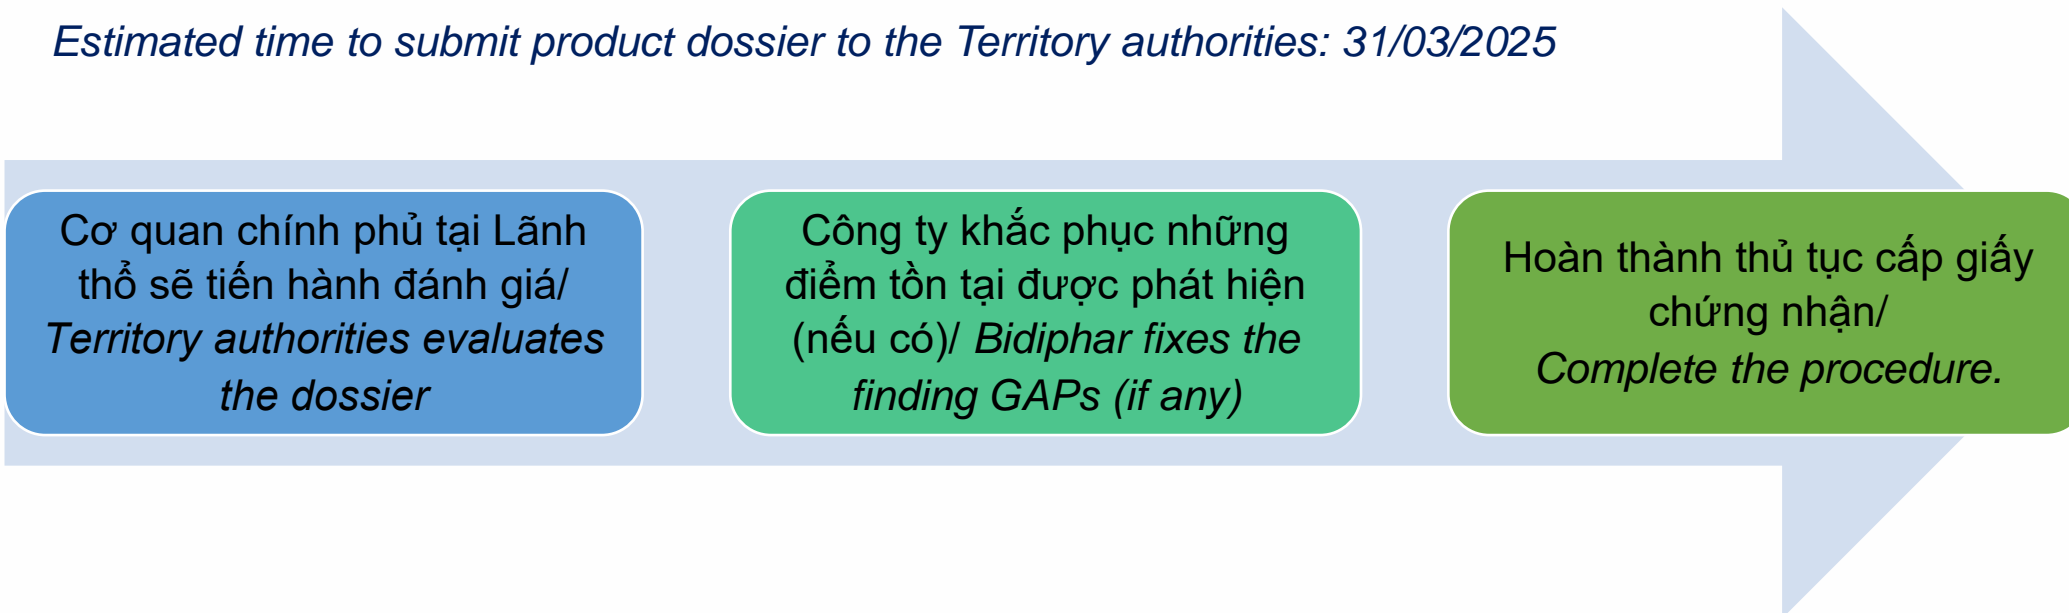 Estimated time to submit product dossier to the Territory authorities: 31/03/2025
Cơ quan chính phủ tại Lãnh
thổ sẽ tiến hành đánh giá/
Territory authorities evaluates
the dossier
Công ty khắc phục những
điểm tồn tại được phát hiện
(nếu có)/ Bidiphar fixes the
finding GAPs (if any)
Hoàn thành thủ tục cấp giấy
chứng nhận/
Complete the procedure.